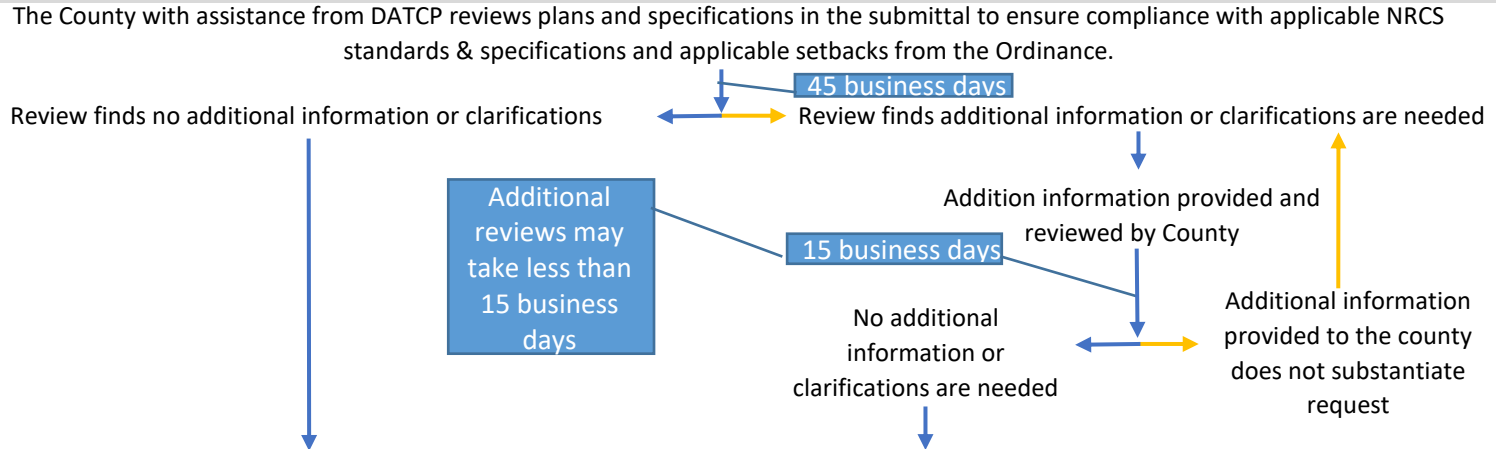 The County with assistance from DATCP reviews plans and specifications in the submittal to ensure compliance with applicable NRCS
standards & specifications and applicable setbacks from the Ordinance.
45 business days
Review finds no additional information or clarifications
Review finds additional information or clarifications are needed
Additional
reviews may
take less than
15 business
days
Addition information provided and
reviewed by County
15 business days
No additional
information or
clarifications are needed
Additional information
provided to the county
does not substantiate
request